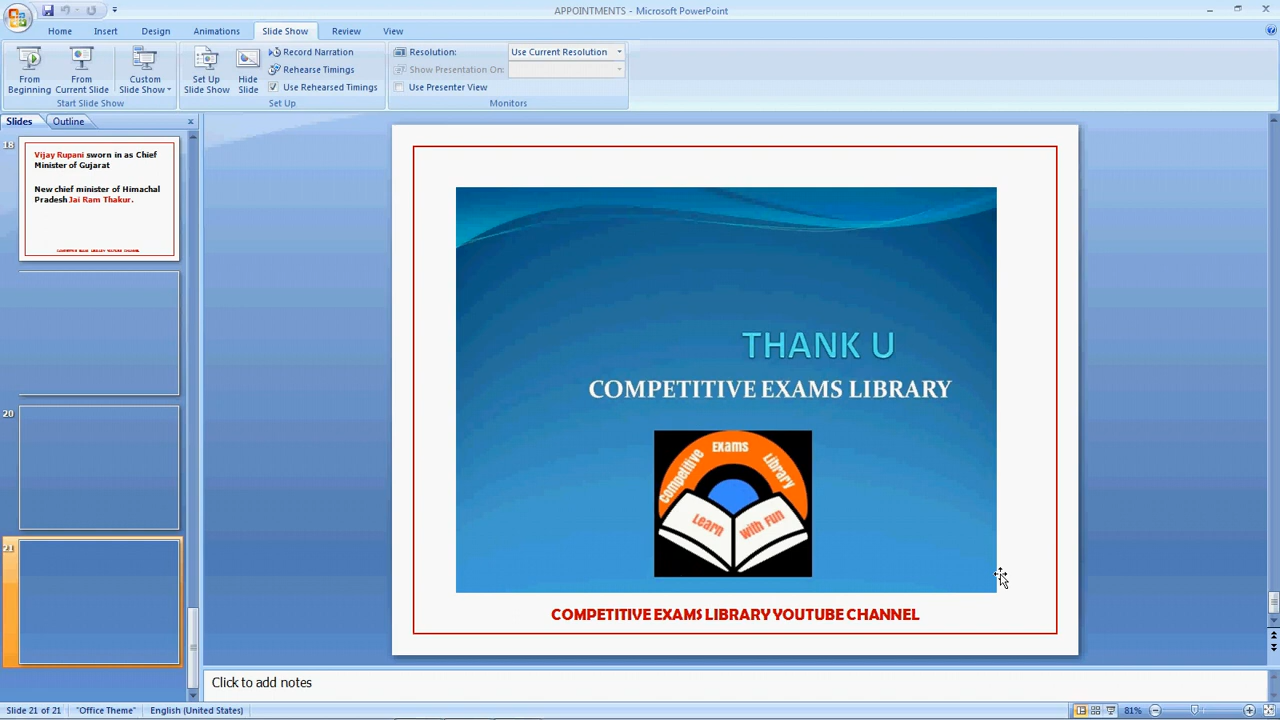 APPOINTMENTS - Microsoft PowerPoint
Home Insert Design Animations Slide Show Review View
From Beginning
From Current Slide
Custom Slide Show
Start Slide Show
Set Up Slide Show
Hide Slide
Record Narration
Rehearse Timings
Use Rehearsed Timings
Set Up
Resolution: Use Current Resolution
Show Presentation On:
Use Presenter View
Monitors
Slides Outline
18
Vijay Rupani sworn in as Chief
Minister of Gujarat
New chief minister of Himachal
Pradesh Jai Ram Thakur.
COMPETITIVE EXAMS LIBRARY YOUTUBE CHANNEL
20
21
THANK U
COMPETITIVE EXAMS LIBRARY
Competitive Exams Library
Learn With Fun
COMPETITIVE EXAMS LIBRARY YOUTUBE CHANNEL
Click to add notes
Slide 21 of 21 "Office Theme" English (United States) 81%